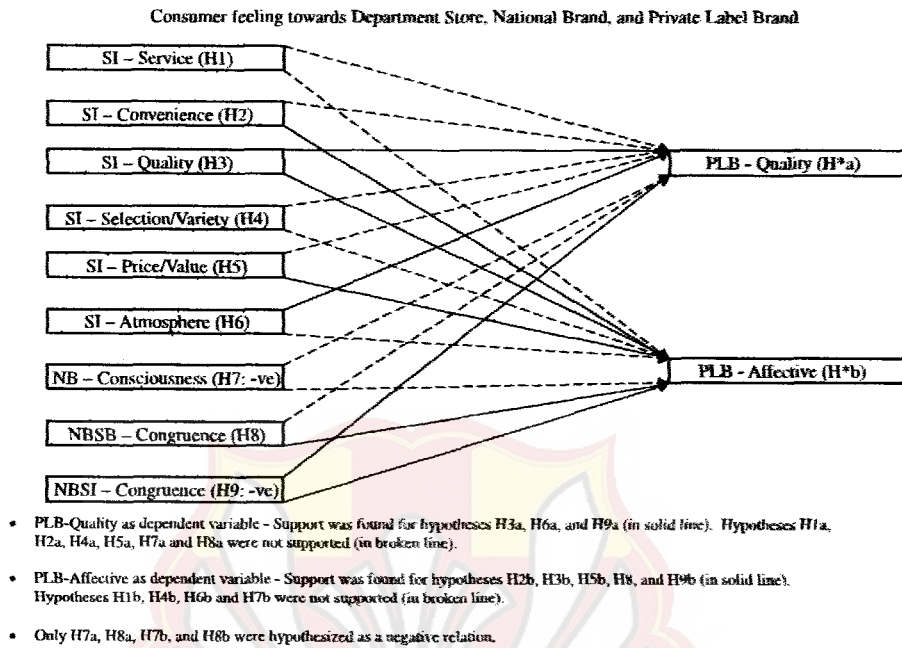 Consumer feeling towards Department Store, National Brand, and Private Label Brand
SI – Service (H1)
SI – Convenience (H2)
SI – Quality (H3)
PLB - Quality (H*a)
SI – Selection/Variety (H4)
SI – Price/Value (H5)
SI – Atmosphere (H6)
NB – Consciousness (H7: -ve)
PLB - Affective (H*b)
NBSB – Congruence (H8)
NBSI – Congruence (H9: -ve)
• PLB-Quality as dependent variable - Support was found for hypotheses H3a, H6a, and H9a (in solid line). Hypotheses H1a,
H2a, H4a, H5a, H7a and H8a were not supported (in broken line).
• PLB-Affective as dependent variable - Support was found for hypotheses H2b, H3b, H5b, H8, and H9b (in solid line).
Hypotheses H1b, H4b, H6b and H7b were not supported (in broken line).
• Only H7a, H8a, H7b, and H8b were hypothesized as a negative relation.